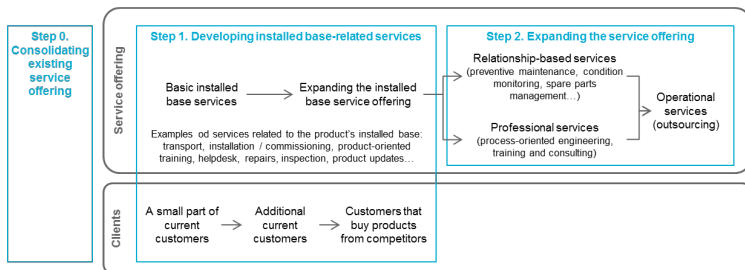 Step 0.
Consolidating
existing
service
offering
Service offering
Step 1. Developing installed base-related services
Basic installed
base services
Expanding the installed
base service offering
Examples od services related to the product's installed base:
transport, installation / commissioning, product-oriented
training, helpdesk, repairs, inspection, product updates...
Step 2. Expanding the service offering
Relationship-based services
(preventive maintenance, condition
monitoring, spare parts
management...)
Professional services
(process-oriented engineering,
training and consulting)
Operational
services
(outsourcing)
Clients
A small part of
current
customers
Additional
current
customers
Customers that
buy products
from competitors